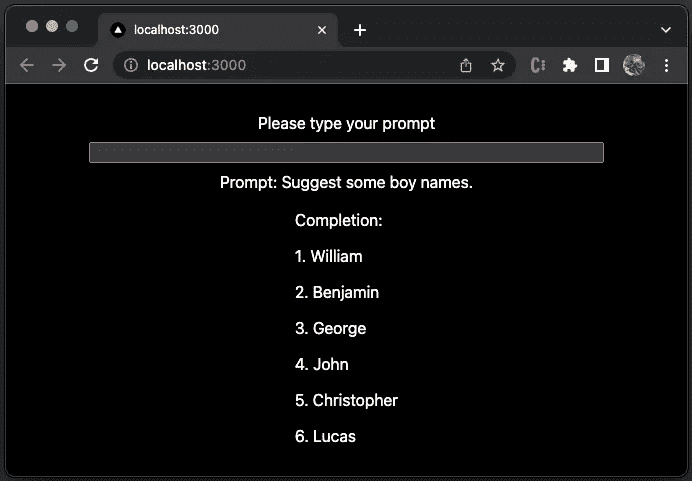 localhost:3000
localhost:3000
Please type your prompt
Prompt: Suggest some boy names.
Completion:
1. William
2. Benjamin
3. George
4. John
5. Christopher
6. Lucas